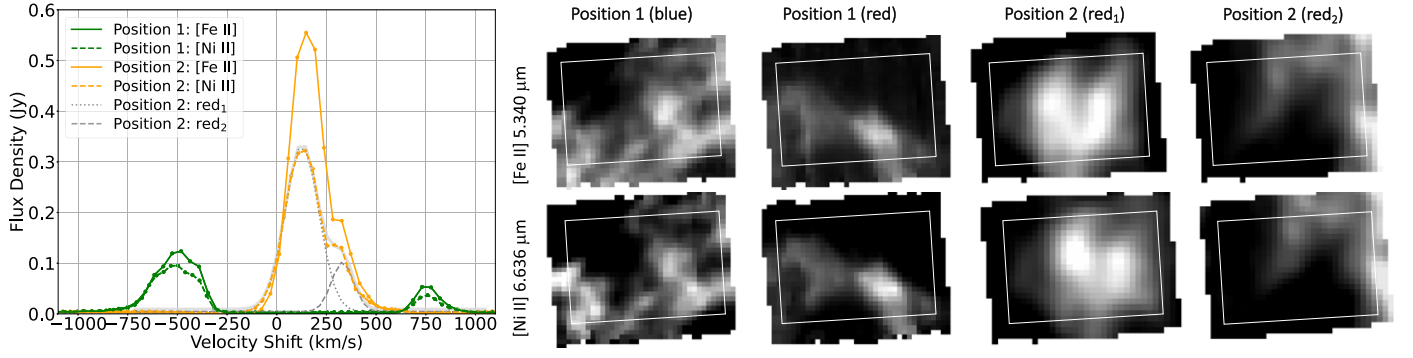 0.6
0.5
0.4
0.3
0.2
0.1
0.0
Flux Density (Jy)
Position 1: [Fe II]
Position 1: [Ni II]
Position 2: [Fe II]
Position 2: [Ni II]
Position 2: red₁
Position 2: red₂
−1000 −750 −500 −250 0 250 500 750 1000
Velocity Shift (km/s)
Position 1 (blue) Position 1 (red) Position 2 (red₁) Position 2 (red₂)
[Fe II] 5.340 μm
[Ni II] 6.636 μm